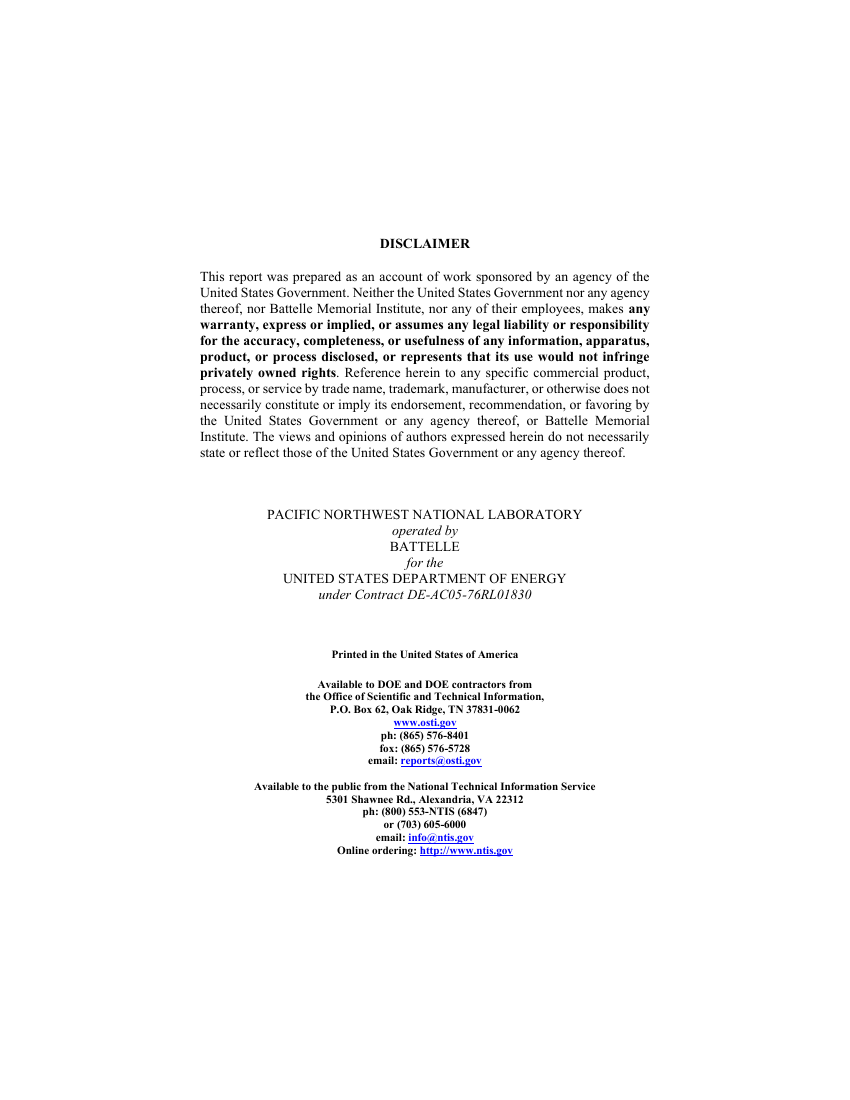 DISCLAIMER
This report was prepared as an account of work sponsored by an agency of the
United States Government. Neither the United States Government nor any agency
thereof, nor Battelle Memorial Institute, nor any of their employees, makes any
warranty, express or implied, or assumes any legal liability or responsibility
for the accuracy, completeness, or usefulness of any information, apparatus,
product, or process disclosed, or represents that its use would not infringe
privately owned rights. Reference herein to any specific commercial product,
process, or service by trade name, trademark, manufacturer, or otherwise does not
necessarily constitute or imply its endorsement, recommendation, or favoring by
the United States Government or any agency thereof, or Battelle Memorial
Institute. The views and opinions of authors expressed herein do not necessarily
state or reflect those of the United States Government or any agency thereof.
PACIFIC NORTHWEST NATIONAL LABORATORY
operated by
BATTELLE
for the
UNITED STATES DEPARTMENT OF ENERGY
under Contract DE-AC05-76RL01830
Printed in the United States of America
Available to DOE and DOE contractors from
the Office of Scientific and Technical Information,
P.O. Box 62, Oak Ridge, TN 37831-0062
www.osti.gov
ph: (865) 576-8401
fox: (865) 576-5728
email: reports@osti.gov
Available to the public from the National Technical Information Service
5301 Shawnee Rd., Alexandria, VA 22312
ph: (800) 553-NTIS (6847)
or (703) 605-6000
email: info@ntis.gov
Online ordering: http://www.ntis.gov